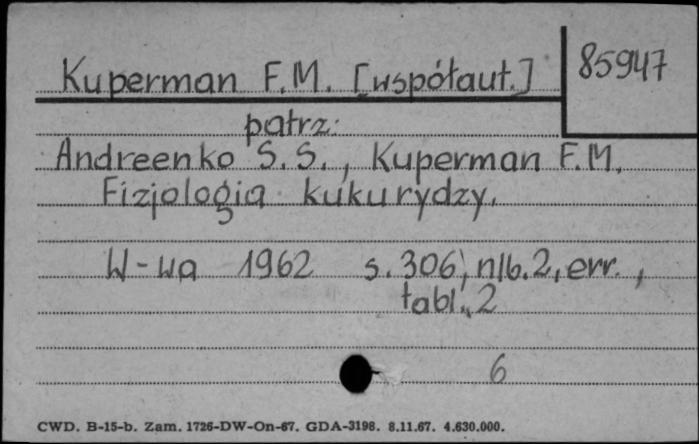 Kuperman F.M. [współaut.]
85947
patrz:
Andreenko S.S., Kuperman F.M.
Fizjologia kukurydzy.
W-wa 1962 s. 306, nlb. 2, err.,
tabl. 2
6
CWD. B-15-b. Zam. 1726-DW-On-67. GDA-3198. 8.11.67. 4.630.000.